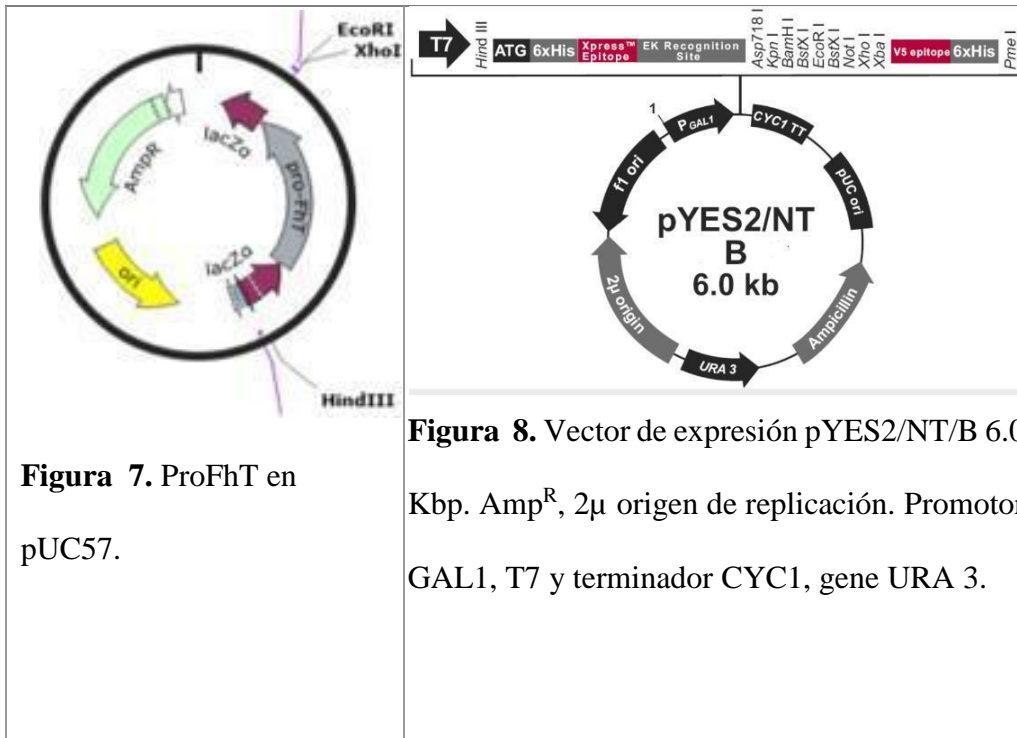 EcoRI
XhoI
AmpR
lacZα
pro-FhT
lacZα
ori
HindIII
Figura 7. ProFhT en
pUC57.
T7
Hind III
ATG 6xHis Xpress™ Epitope EK Recognition Site
Asp718 I
Kpn I
BamH I
BstX I
EcoR I
BstX I
Not I
Xho I
Xba I
V5 epitope 6xHis
Pme I
1
PGAL1
CYC1 TT
f1 ori
pUC ori
pYES2/NT
B
6.0 kb
2µ origin
Ampicillin
URA 3
Figura 8. Vector de expresión pYES2/NT/B 6.0
Kbp. Amp^R, 2µ origen de replicación. Promotor
GAL1, T7 y terminador CYC1, gene URA 3.